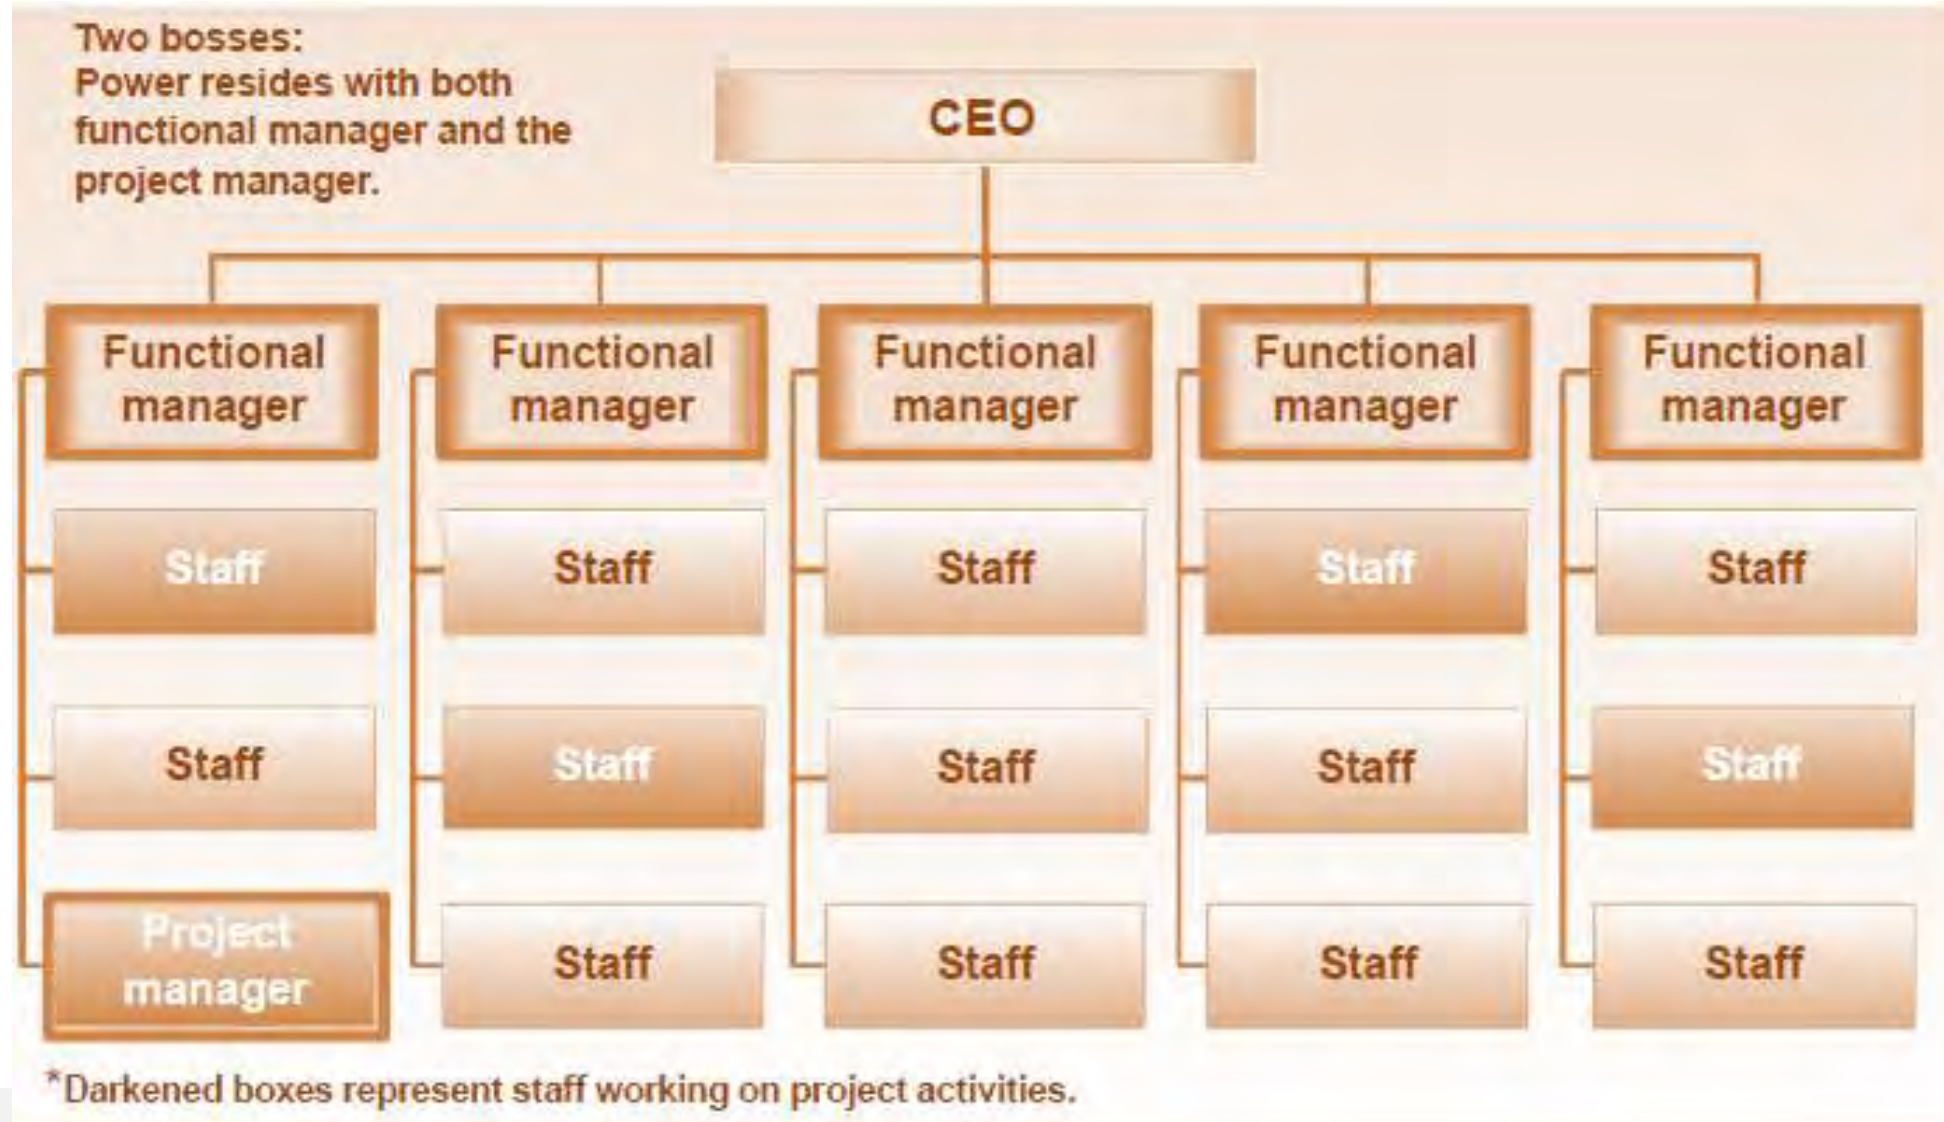 Two bosses:
Power resides with both
functional manager and the
project manager.
CEO
Functional
manager
Functional
manager
Functional
manager
Functional
manager
Functional
manager
Staff
Staff
Staff
Staff
Staff
Staff
Staff
Staff
Staff
Staff
Project
manager
Staff
Staff
Staff
Staff
*Darkened boxes represent staff working on project activities.